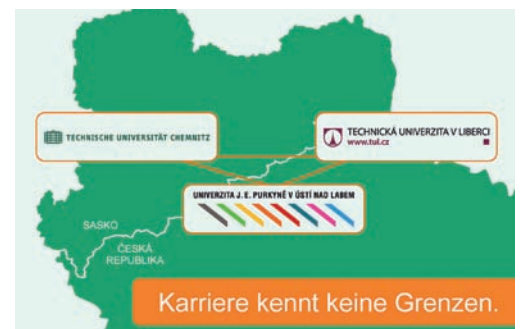 TECHNISCHE UNIVERSITÄT CHEMNITZ
TECHNICKÁ UNIVERZITA V LIBERCI
www.tul.cz
UNIVERZITA J. E. PURKYNĚ V ÚSTÍ NAD LABEM
SASKO
ČESKÁ
REPUBLIKA
Karriere kennt keine Grenzen.